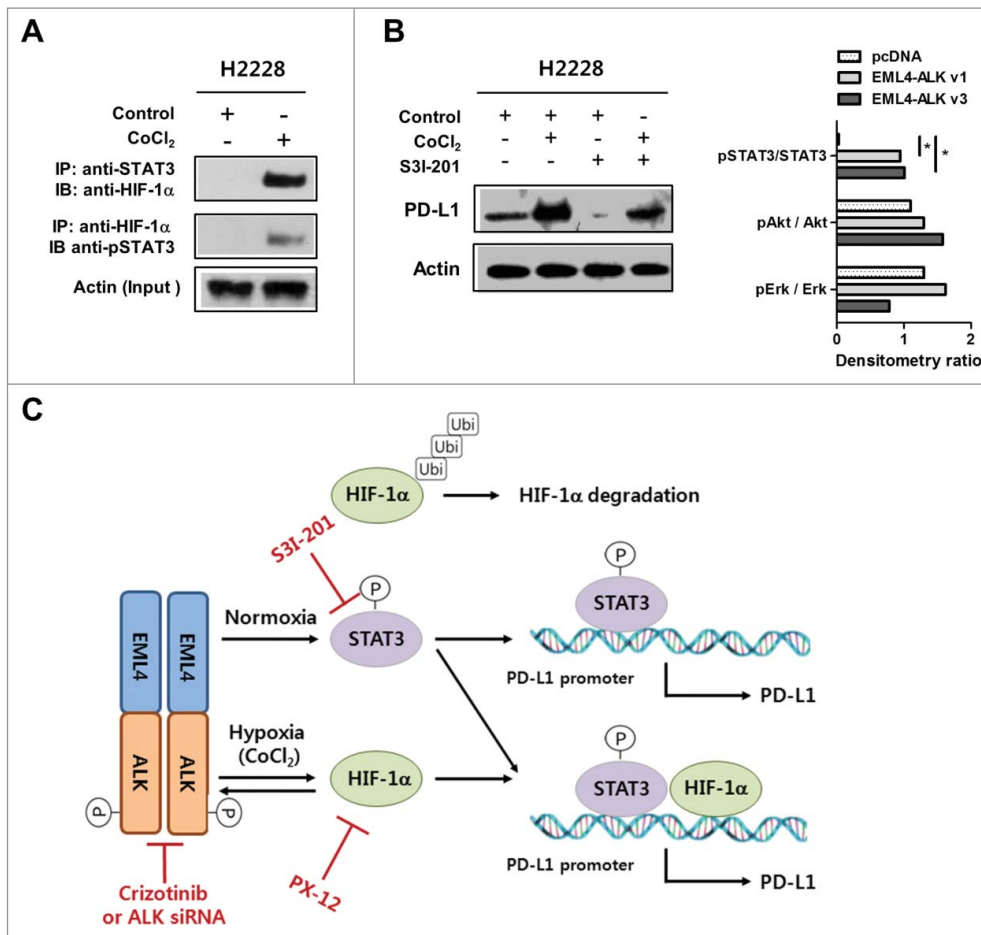 A
H2228
Control + -
CoCl2 - +
IP: anti-STAT3
IB: anti-HIF-1α
IP: anti-HIF-1α
IB anti-pSTAT3
Actin (Input )
B
H2228
Control + + + -
CoCl2 - + - +
S3I-201 - - + +
PD-L1
Actin
pcDNA
EML4-ALK v1
EML4-ALK v3
pSTAT3/STAT3
* *
pAkt / Akt
pErk / Erk
0 1 2
Densitometry ratio
C
Ubi
Ubi
Ubi
HIF-1α
HIF-1α degradation
S3I-201
P
STAT3
Normoxia
P
STAT3
PD-L1 promoter
PD-L1
EML4 EML4
ALK ALK
P P
Hypoxia
(CoCl2)
HIF-1α
P
STAT3 HIF-1α
PD-L1 promoter
PD-L1
PX-12
Crizotinib
or ALK siRNA